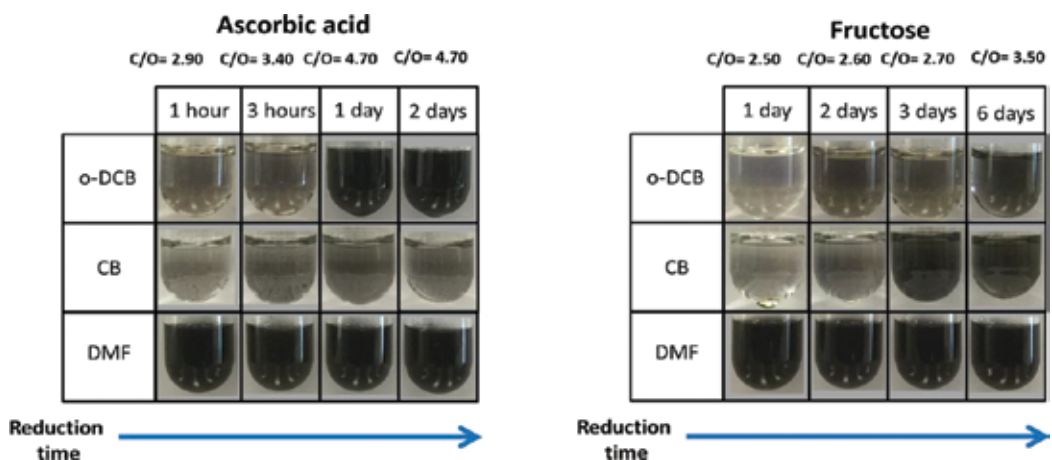 Ascorbic acid
C/O= 2.90 C/O= 3.40 C/O= 4.70 C/O= 4.70
1 hour 3 hours 1 day 2 days
o-DCB
CB
DMF
Reduction
time
Fructose
C/O= 2.50 C/O= 2.60 C/O= 2.70 C/O= 3.50
1 day 2 days 3 days 6 days
o-DCB
CB
DMF
Reduction
time